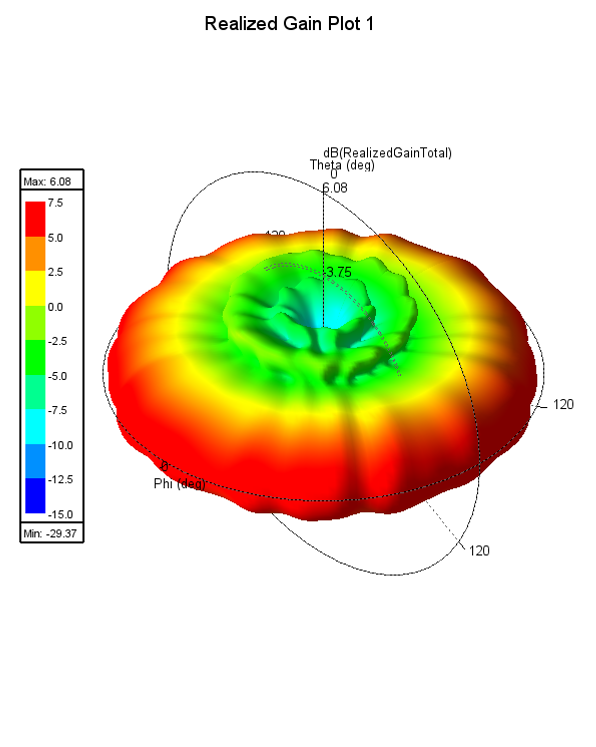 Realized Gain Plot 1
dB(RealizedGainTotal)
Theta (deg)
0
6.08
-3.75
120
120
0
Phi (deg)
Max: 6.08
7.5
5.0
2.5
0.0
-2.5
-5.0
-7.5
-10.0
-12.5
-15.0
Min: -29.37